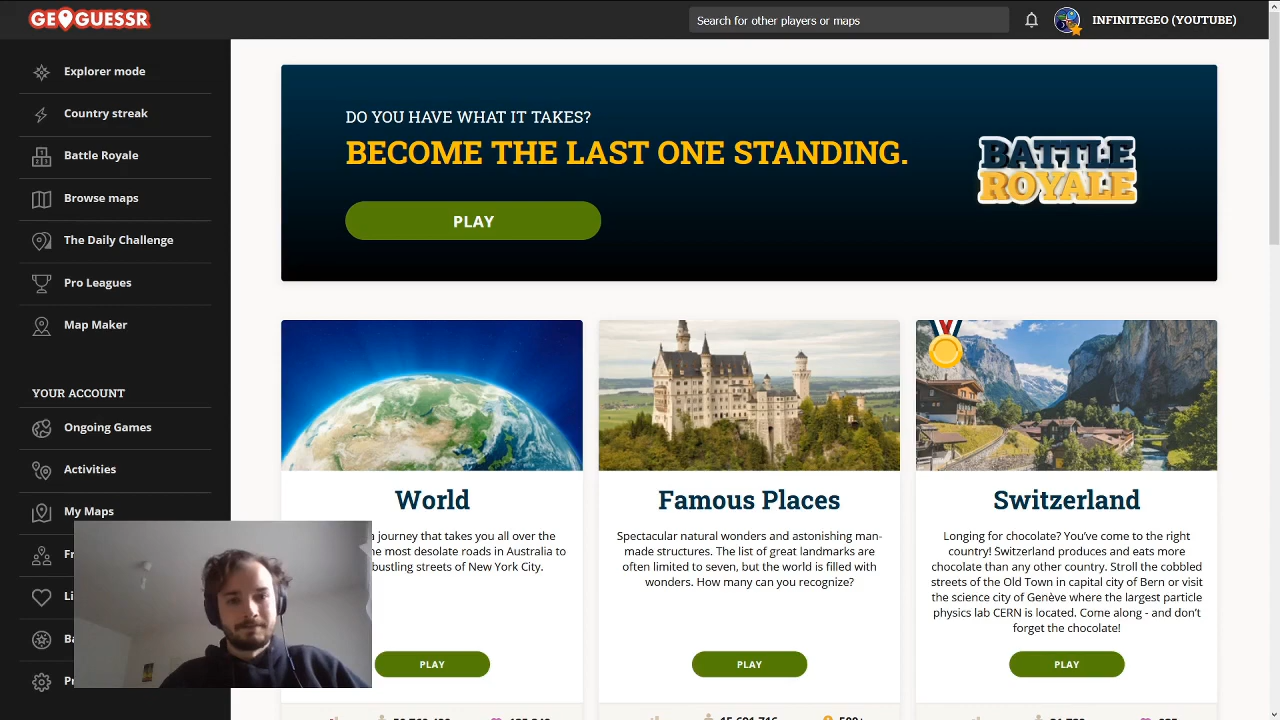 GEOGUESSR
Search for other players or maps
INFINITEGEO (YOUTUBE)
Explorer mode
Country streak
Battle Royale
Browse maps
The Daily Challenge
Pro Leagues
Map Maker
YOUR ACCOUNT
Ongoing Games
Activities
My Maps
DO YOU HAVE WHAT IT TAKES?
BECOME THE LAST ONE STANDING.
PLAY
BATTLE
ROYALE
World
journey that takes you all over the
most desolate roads in Australia to
bustling streets of New York City.
PLAY
Famous Places
Spectacular natural wonders and astonishing man-
made structures. The list of great landmarks are
often limited to seven, but the world is filled with
wonders. How many can you recognize?
PLAY
Switzerland
Longing for chocolate? You've come to the right
country! Switzerland produces and eats more
chocolate than any other country. Stroll the cobbled
streets of the Old Town in capital city of Bern or visit
the science city of Genève where the largest particle
physics lab CERN is located. Come along - and don't
forget the chocolate!
PLAY